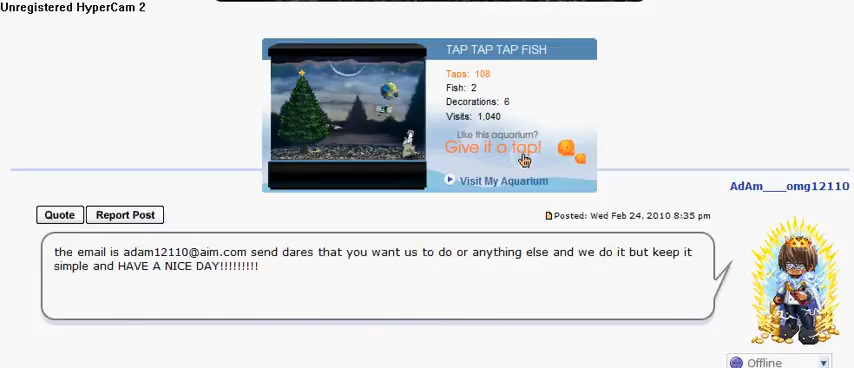 Unregistered HyperCam 2
TAP TAP TAP FISH
Taps: 108
Fish: 2
Decorations: 6
Visits: 1,040
Like this aquarium?
Give it a tap!
Visit My Aquarium
AdAm___omg12110
Quote Report Post Posted: Wed Feb 24, 2010 8:35 pm
the email is adam12110@aim.com send dares that you want us to do or anything else and we do it but keep it
simple and HAVE A NICE DAY!!!!!!!!!
Offline